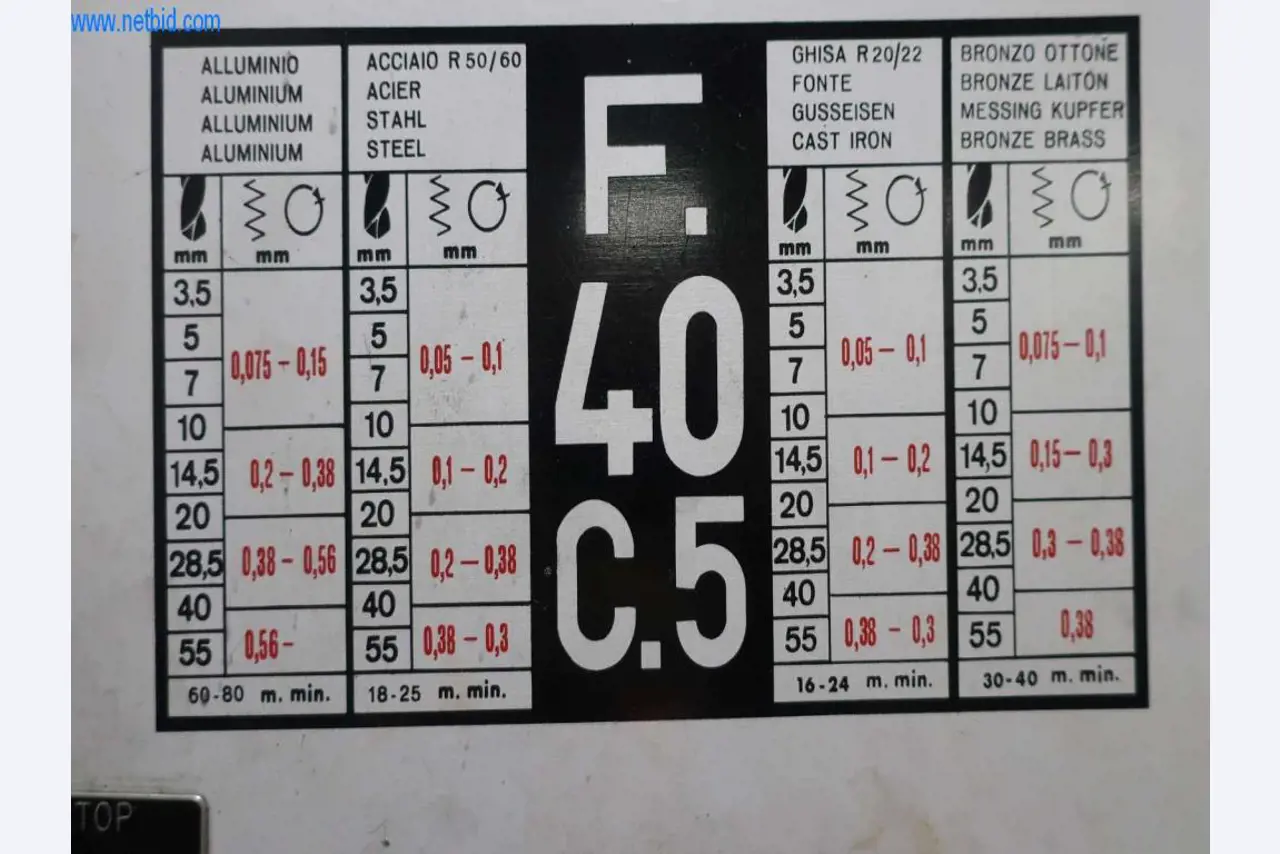 www.netbid.com
ALLUMINIO
ALUMINIUM
ALLUMINIUM
ALUMINIUM
mm mm
3,5
5
7
10
14,5
20
28,5
40
55
0,075 – 0,15
0,2 – 0,38
0,38 – 0,56
0,56 –
60-80 m. min.
ACCIAIO R 50/60
ACIER
STAHL
STEEL
mm mm
3,5
5
7
10
14,5
20
28,5
40
55
0,05 – 0,1
0,1 – 0,2
0,2 – 0,38
0,38 – 0,3
18-25 m. min.
F.
40
C.5
GHISA R 20/22
FONTE
GUSSEISEN
CAST IRON
mm mm
3,5
5
7
10
14,5
20
28,5
40
55
0,05 – 0,1
0,1 – 0,2
0,2 – 0,38
0,38 – 0,3
16-24 m. min.
BRONZO OTTONE
BRONZE LAITON
MESSING KUPFER
BRONZE BRASS
mm mm
3,5
5
7
10
14,5
20
28,5
40
55
0,075 – 0,1
0,15 – 0,3
0,3 – 0,38
0,38
30-40 m. min.
TOP